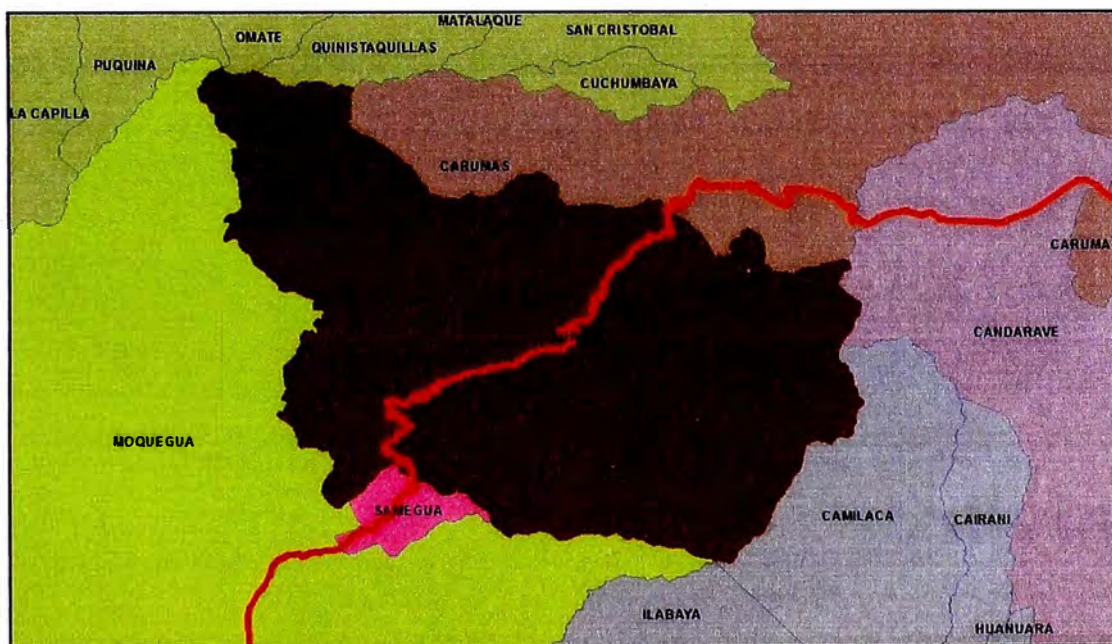 MATALAQUE
OMATE
SAN CRISTOBAL
QUINISTAQUILLAS
PUQUINA
CUCHUMBAYA
LA CAPILLA
CARUMAS
CARUMA
CANDARAVE
MOQUEGUA
SAMEGUA
CAMILACA
CAIRANI
ILABAYA
HUANUARA